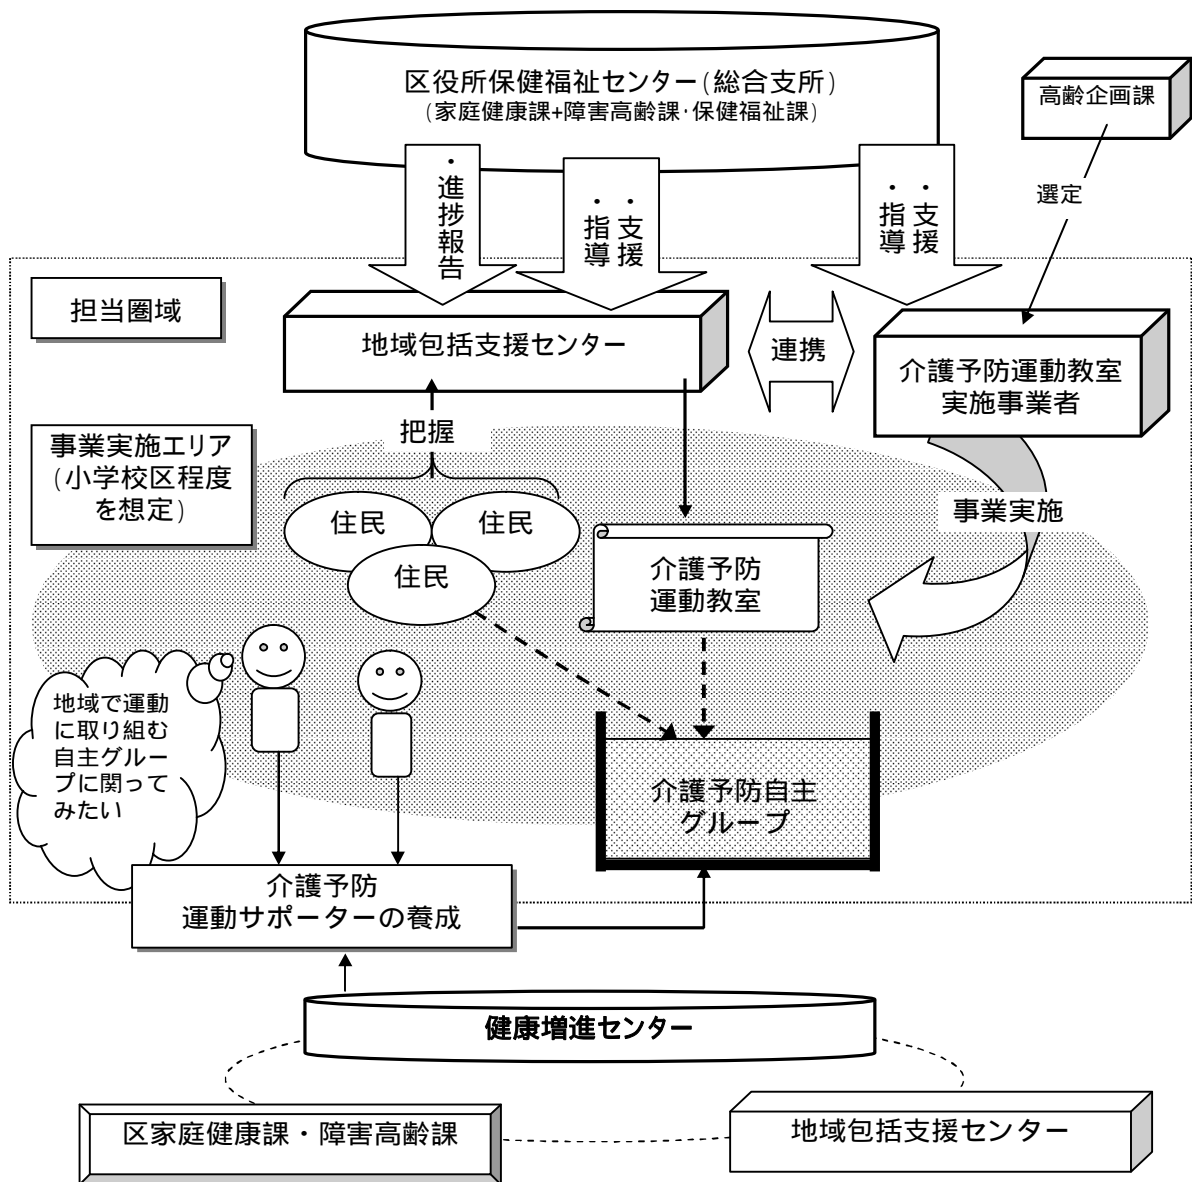 区役所保健福祉センター(総合支所)
(家庭健康課+障害高齢課・保健福祉課)
高齢企画課
選定
・進捗報告
・支援
・指導
・支援
・指導
担当圏域
地域包括支援センター
連携
介護予防運動教室
実施事業者
把握
事業実施エリア
(小学校区程度
を想定)
住民
住民
住民
介護予防
運動教室
事業実施
地域で運動
に取り組む
自主グルー
プに関って
みたい
介護予防自主
グループ
介護予防
運動サポーターの養成
健康増進センター
区家庭健康課・障害高齢課
地域包括支援センター